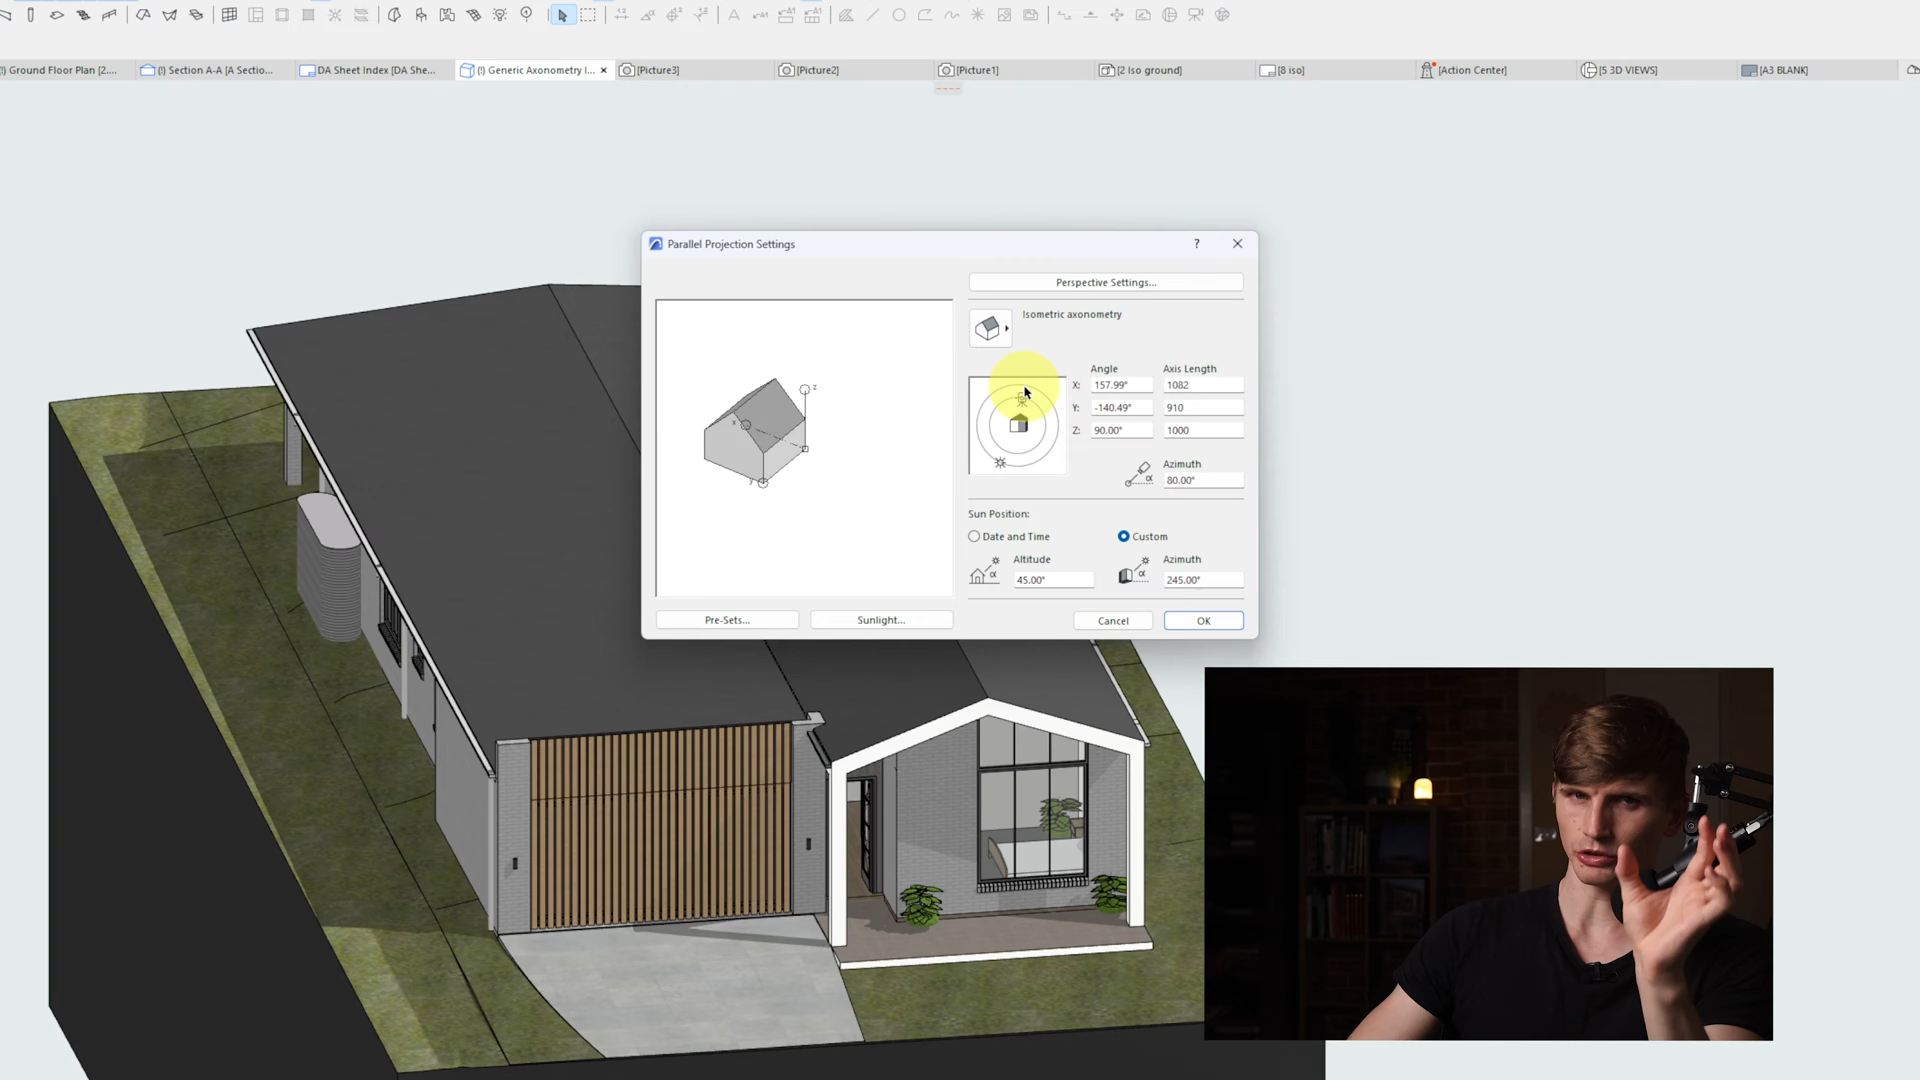 (!) Ground Floor Plan [2....
(!) Section A-A [A Sectio...
DA Sheet Index [DA She...
(!) Generic Axonometry I...
[Picture3]
[Picture2]
[Picture1]
[2 Iso ground]
[8 iso]
[Action Center]
[5 3D VIEWS]
[A3 BLANK]
Parallel Projection Settings
?
Perspective Settings...
Isometric axonometry
Angle
Axis Length
X: 157.99° 1082
Y: -140.49° 910
Z: 90.00° 1000
z
x
y
Azimuth
α 80.00°
Sun Position:
Date and Time
Custom
Altitude
α 45.00°
Azimuth
α 245.00°
Pre-Sets...
Sunlight...
Cancel
OK